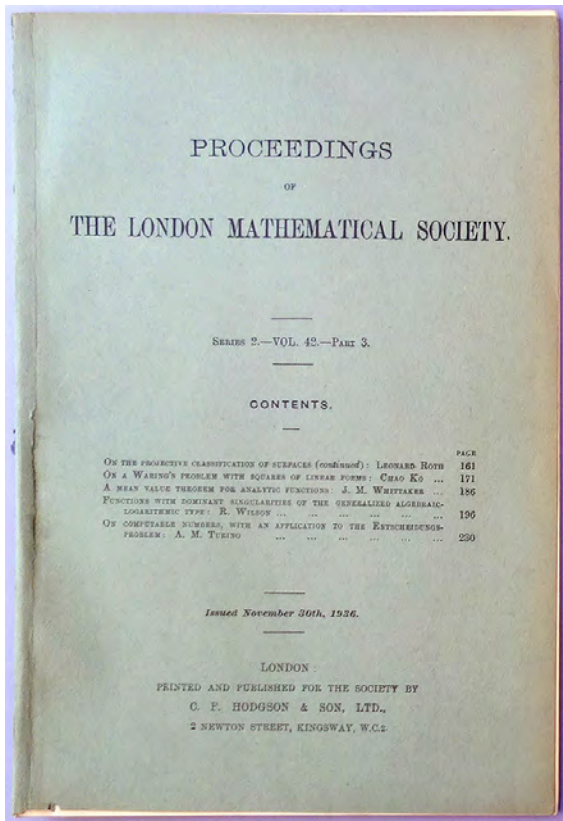 PROCEEDINGS
OF
THE LONDON MATHEMATICAL SOCIETY.
SERIES 2.—VOL. 42.—PART 3.
CONTENTS.
PAGE
ON THE PROJECTIVE CLASSIFICATION OF SURFACES (continued): LEONARD ROTH 161
ON A WARING'S PROBLEM WITH SQUARES OF LINEAR FORMS: CHAO KO ... 171
A MEAN VALUE THEOREM FOR ANALYTIC FUNCTIONS: J. M. WHITTAKER ... 186
FUNCTIONS WITH DOMINANT SINGULARITIES OF THE GENERALIZED ALGEBRAIC-
LOGARITHMIC TYPE: R. WILSON ... ... ... ... ... ... 196
ON COMPUTABLE NUMBERS, WITH AN APPLICATION TO THE ENTSCHEIDUNGS-
PROBLEM: A. M. TURING ... ... ... ... ... ... 230
Issued November 30th, 1936.
LONDON:
PRINTED AND PUBLISHED FOR THE SOCIETY BY
C. F. HODGSON & SON, LTD.,
2 NEWTON STREET, KINGSWAY, W.C.2